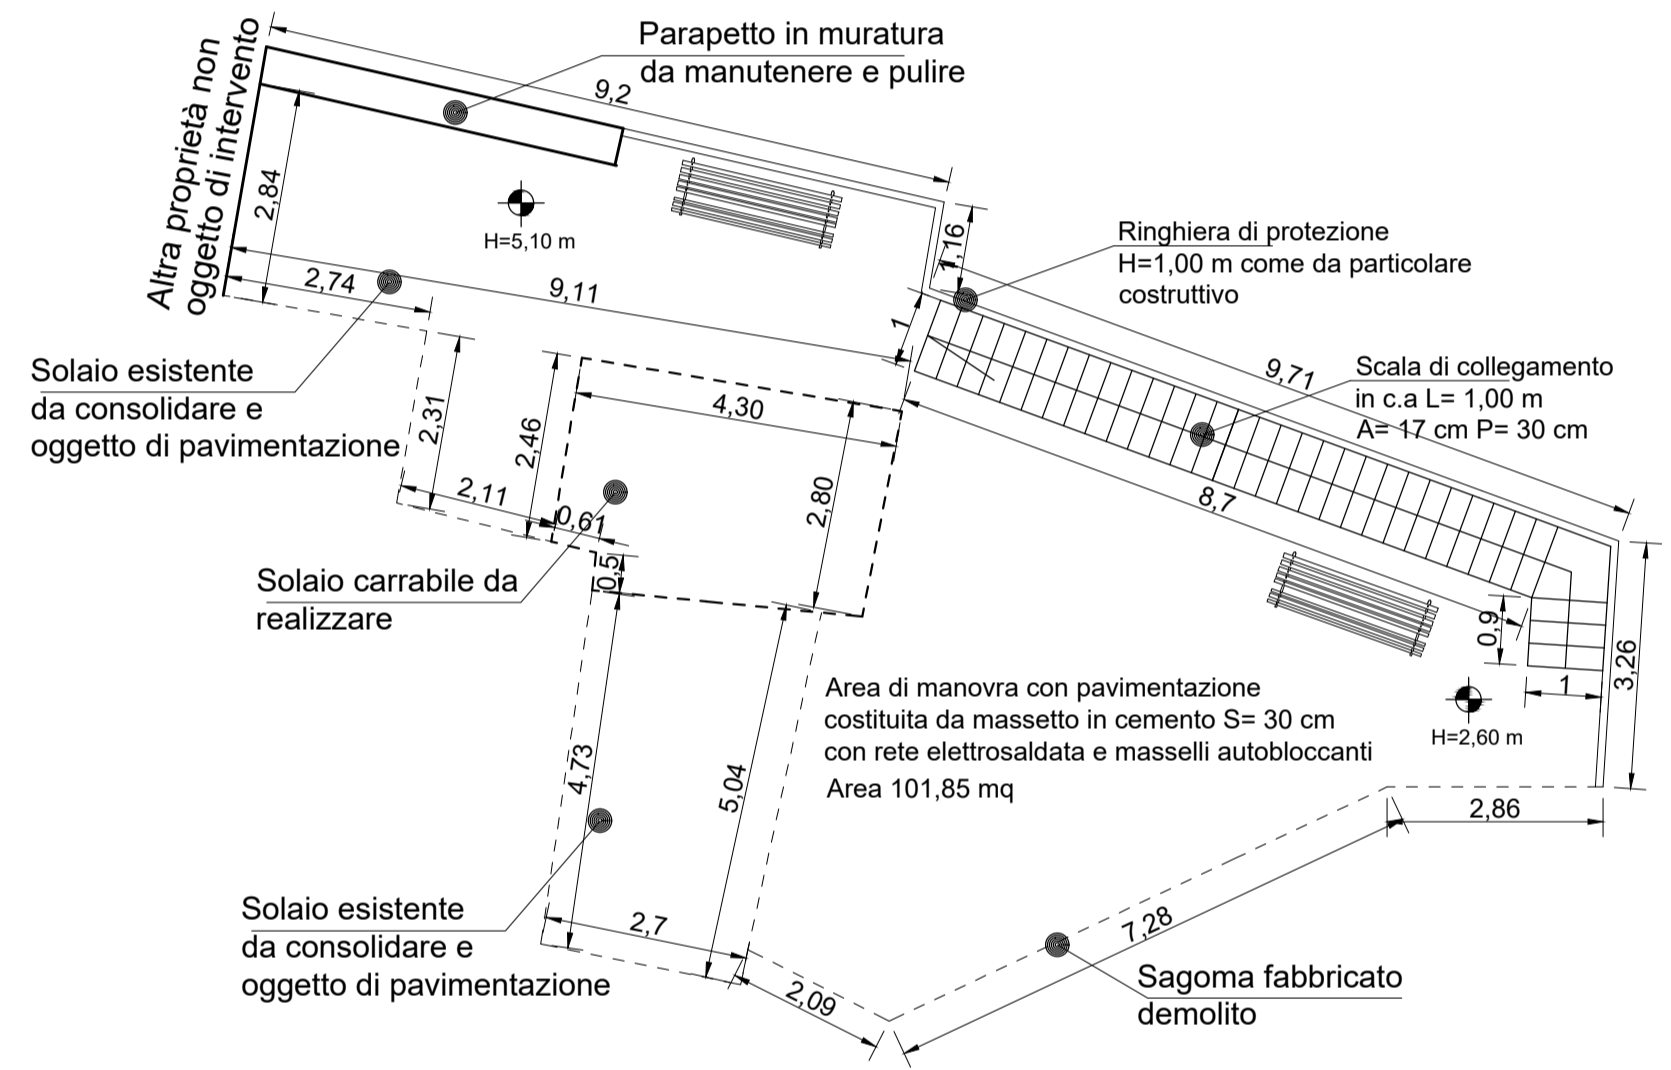 Parapetto in muratura
da manutenere e pulire
Altra proprietà non
oggetto di intervento
9,2
2,84
H=5,10 m
1,16
Ringhiera di protezione
H=1,00 m come da particolare
costruttivo
2,74
9,11
1
9,71
Scala di collegamento
in c.a L= 1,00 m
A= 17 cm P= 30 cm
Solaio esistente
da consolidare e
oggetto di pavimentazione
2,31
2,46
4,30
2,80
8,7
2,11
0,61
0,5
Solaio carrabile da
realizzare
0,9
3,26
1
Area di manovra con pavimentazione
costituita da massetto in cemento S= 30 cm
con rete elettrosaldata e masselli autobloccanti
Area 101,85 mq
H=2,60 m
4,73
5,04
2,86
Solaio esistente
da consolidare e
oggetto di pavimentazione
2,7
2,09
7,28
Sagoma fabbricato
demolito